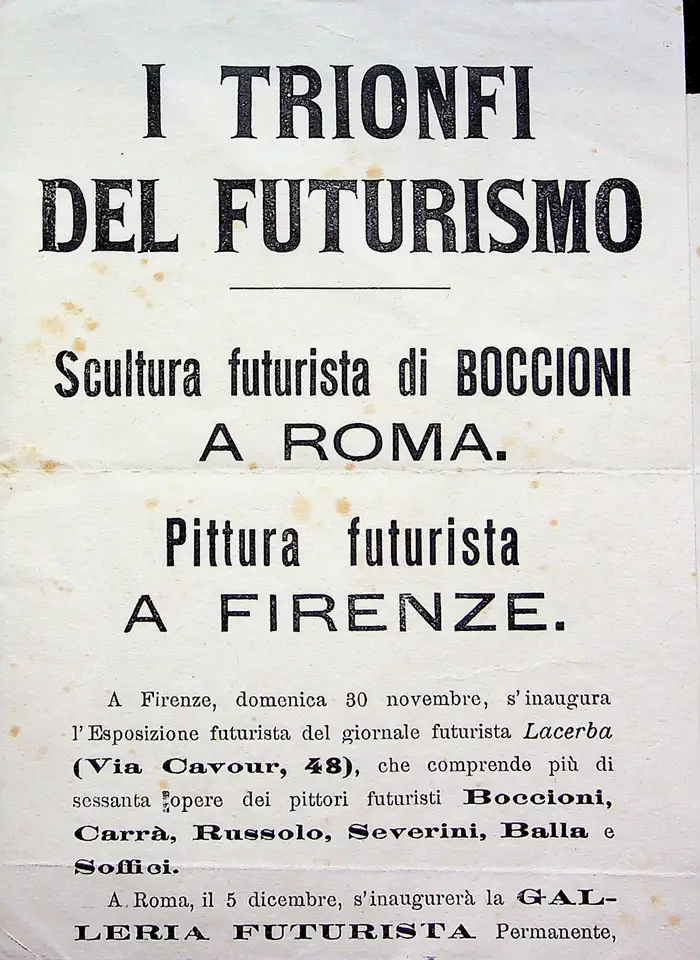 I TRIONFI
DEL FUTURISMO
Scultura futurista di BOCCIONI
A ROMA.
Pittura futurista
A FIRENZE.
A Firenze, domenica 30 novembre, s'inaugura
l'Esposizione futurista del giornale futurista Lacerba
(Via Cavour, 48), che comprende più di
sessanta opere dei pittori futuristi Boccioni,
Carrà, Russolo, Severini, Balla e
Soffici.
A Roma, il 5 dicembre, s'inaugurerà la GAL-
LERIA FUTURISTA Permanente,